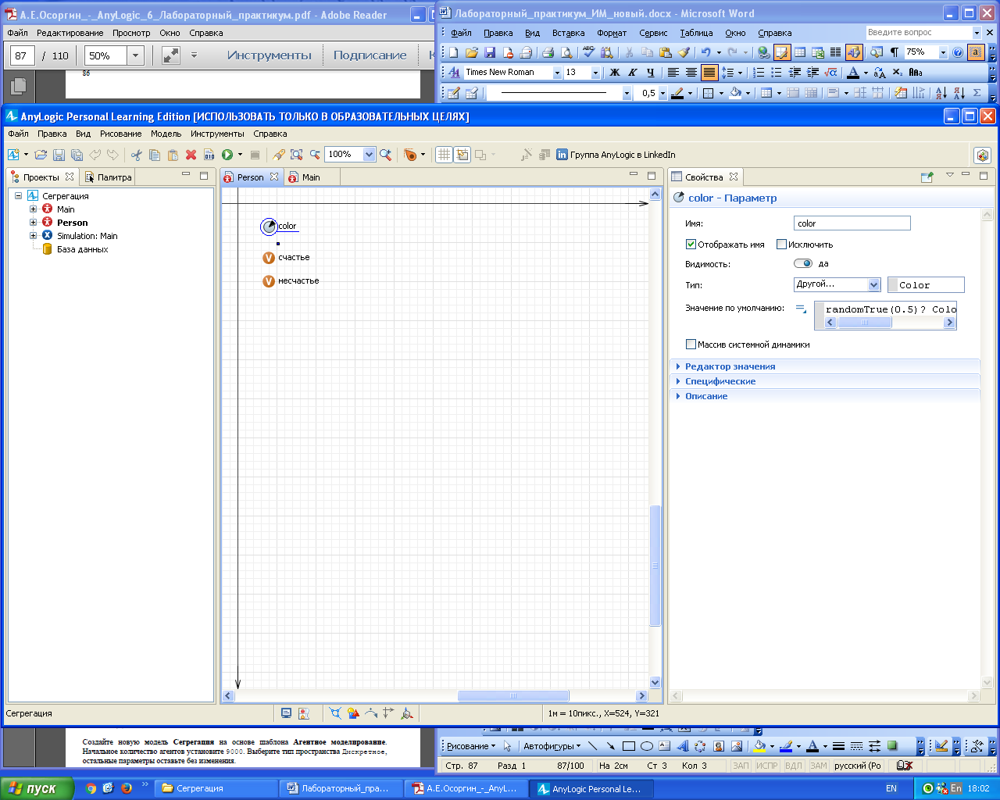 А.Е.Осоргин_-_AnyLogic_6_Лабораторный_практикум.pdf - Adobe Reader
Файл Редактирование Просмотр Окно Справка
87 / 110 50% Инструменты Подписание
86
Лабораторный_практикум_ИМ_новый.docx - Microsoft Word
Файл Правка Вид Вставка Формат Сервис Таблица Окно Справка Введите вопрос
75%
Times New Roman 13 Ж К Ч
0,5
AnyLogic Personal Learning Edition [ИСПОЛЬЗОВАТЬ ТОЛЬКО В ОБРАЗОВАТЕЛЬНЫХ ЦЕЛЯХ]
Файл Правка Вид Рисование Модель Инструменты Справка
100% Группа AnyLogic в LinkedIn
Проекты Палитра
Сегрегация
Main
Person
Simulation: Main
База данных
Person Main
color
счастье
несчастье
Свойства
color - Параметр
Имя: color
Отображать имя Исключить
Видимость: да
Тип: Другой... Color
Значение по умолчанию: randomTrue(0.5)? Colo
Массив системной динамики
Редактор значения
Специфические
Описание
Сегрегация 1м = 10пикс., X=524, Y=321
Создайте новую модель Сегрегация на основе шаблона Агентное моделирование.
Начальное количество агентов установите 9000. Выберите тип пространства Дискретное,
остальные параметры оставьте без изменения.
Рисование Автофигуры
Стр. 87 Разд 1 87/100 На 2см Ст 3 Кол 3 ЗАП ИСПР ВДЛ ЗАМ русский (Ро
пуск Сегрегация Лабораторный_пра... А.Е.Осоргин_-_AnyL... AnyLogic Personal Le... EN En 18:02